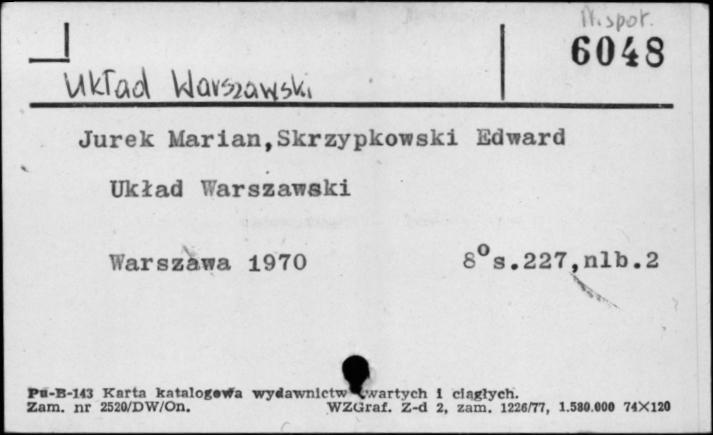 N.społ.
6048
Układ Warszawski
Jurek Marian,Skrzypkowski Edward
Układ Warszawski
Warszawa 1970 8°s.227,nlb.2
Pu-B-143 Karta katalogowa wydawnictw zwartych i ciągłych.
Zam. nr 2520/DW/On. WZGraf. Z-d 2, zam. 1226/77, 1.580.000 74X120